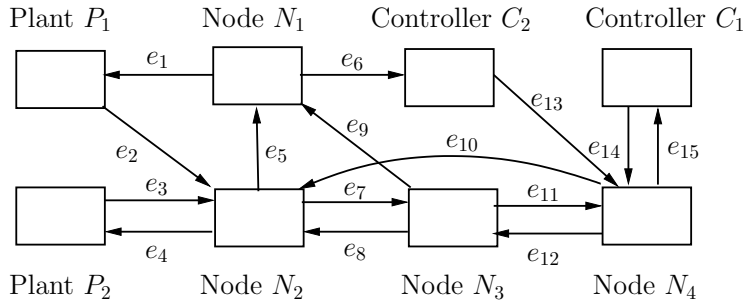 Plant P₁ Node N₁ Controller C₂ Controller C₁
e₁ e₆
e₂ e₅ e₉ e₁₀ e₁₃ e₁₄ e₁₅
e₃ e₇ e₁₁
e₄ e₈ e₁₂
Plant P₂ Node N₂ Node N₃ Node N₄